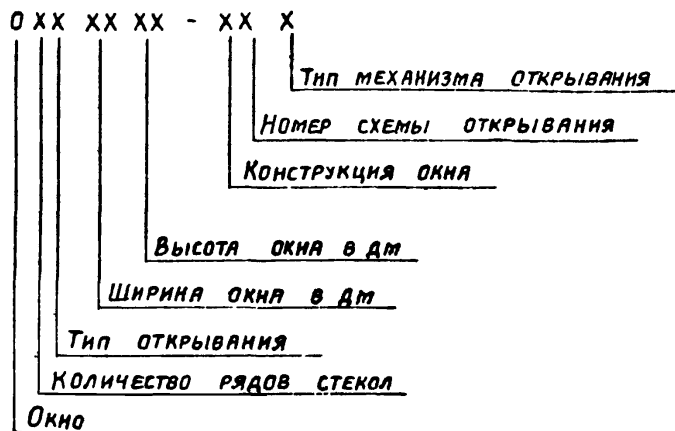 О ХХ ХХ ХХ - ХХ Х
Тип механизма открывания
Номер схемы открывания
Конструкция окна
Высота окна в дм
Ширина окна в дм
Тип открывания
Количество рядов стекол
Окно